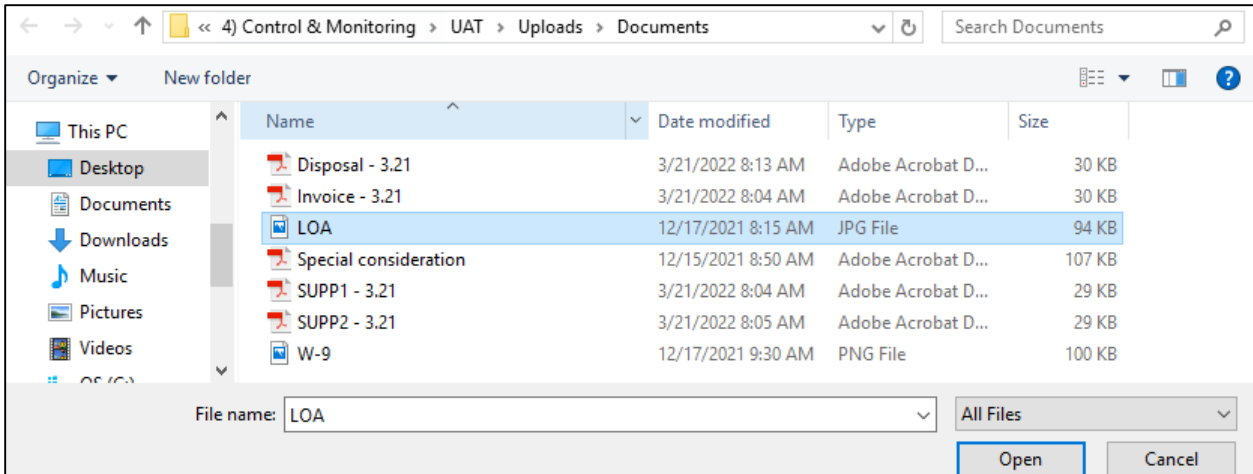 « 4) Control & Monitoring > UAT > Uploads > Documents Search Documents
Organize New folder ?
This PC
Desktop
Documents
Downloads
Music
Pictures
Videos
OS (C:)
Name Date modified Type Size
Disposal - 3.21 3/21/2022 8:13 AM Adobe Acrobat D... 30 KB
Invoice - 3.21 3/21/2022 8:04 AM Adobe Acrobat D... 30 KB
LOA 12/17/2021 8:15 AM JPG File 94 KB
Special consideration 12/15/2021 8:50 AM Adobe Acrobat D... 107 KB
SUPP1 - 3.21 3/21/2022 8:04 AM Adobe Acrobat D... 29 KB
SUPP2 - 3.21 3/21/2022 8:05 AM Adobe Acrobat D... 29 KB
W-9 12/17/2021 9:30 AM PNG File 100 KB
File name: LOA All Files
Open Cancel